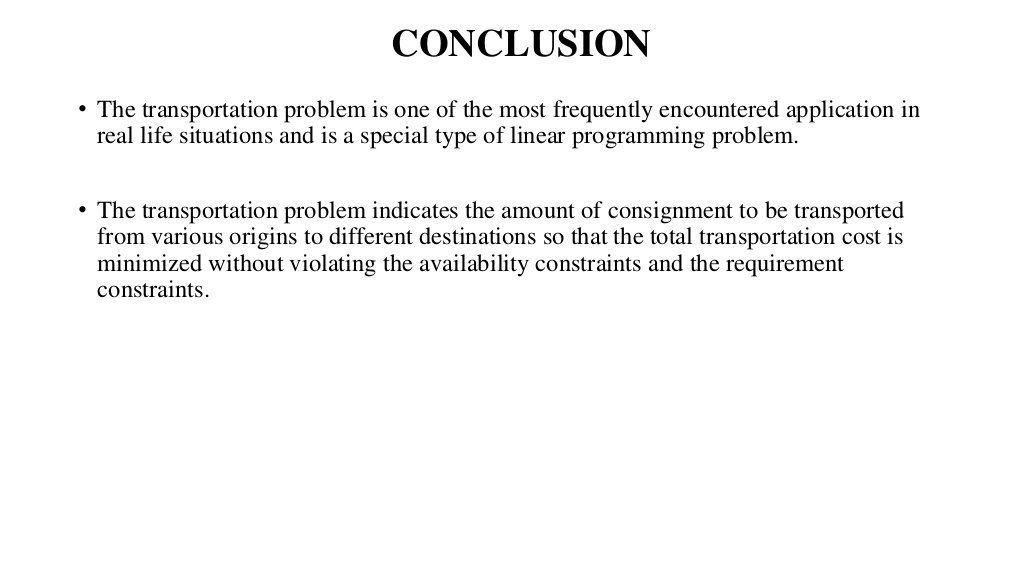 CONCLUSION
• The transportation problem is one of the most frequently encountered application in
real life situations and is a special type of linear programming problem.
• The transportation problem indicates the amount of consignment to be transported
from various origins to different destinations so that the total transportation cost is
minimized without violating the availability constraints and the requirement
constraints.